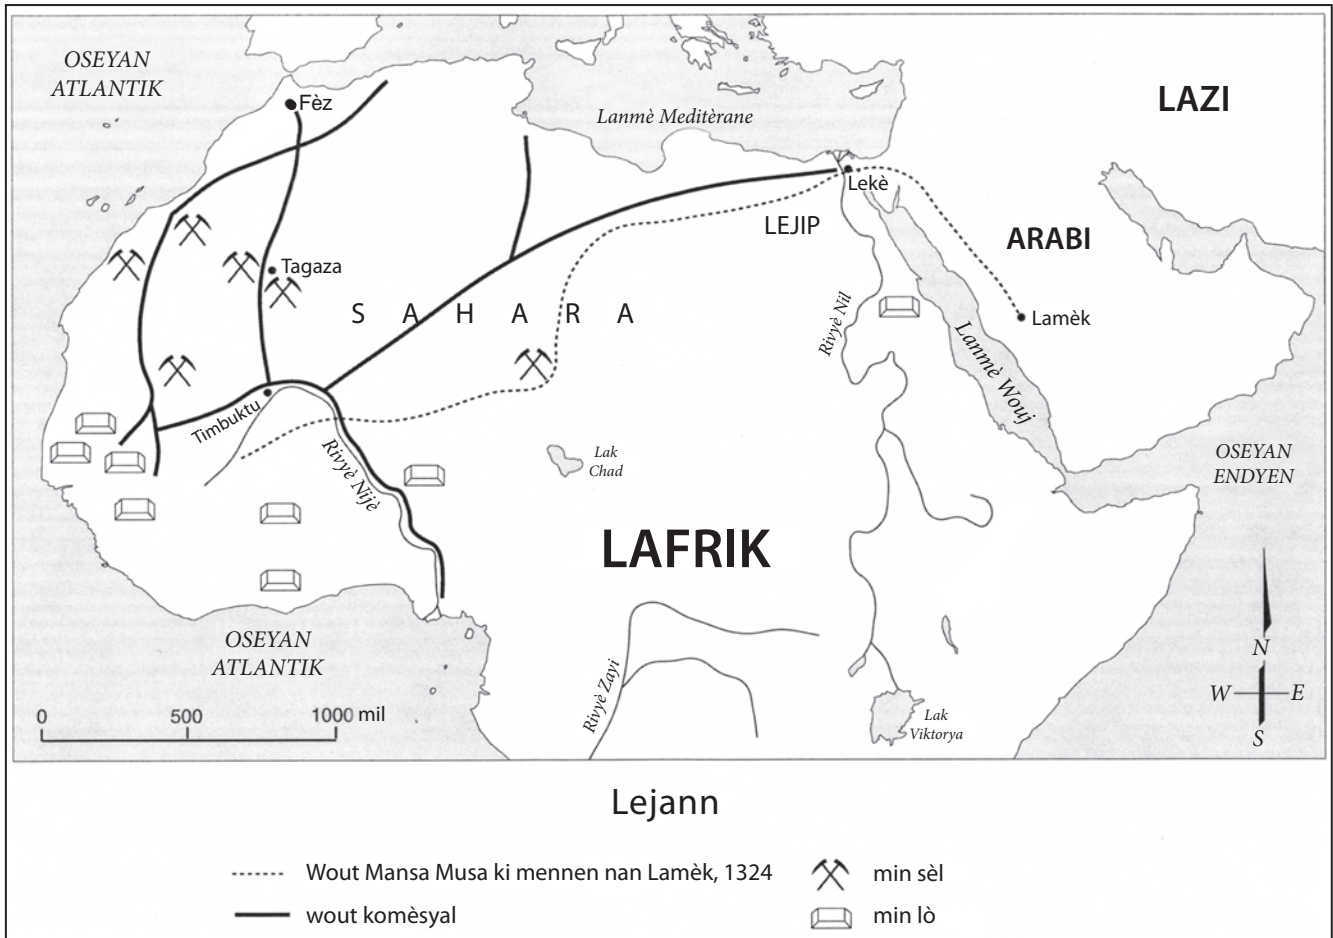 OSEYAN
ATLANTIK
Fèz
Lanmè Meditèrane
LAZI
Lekè
LEJIP
ARABI
Tagaza
S A H A R A
Rivyè Nil
Lamèk
Lanmè Wouj
Timbuktu
Rivyè Nijè
Lak
Chad
OSEYAN
ENDYEN
LAFRIK
OSEYAN
ATLANTIK
Rivyè Zayi
Lak
Viktorya
N
W E
S
0 500 1000 mil
Lejann
Wout Mansa Musa ki mennen nan Lamèk, 1324
min sèl
wout komèsyal
min lò